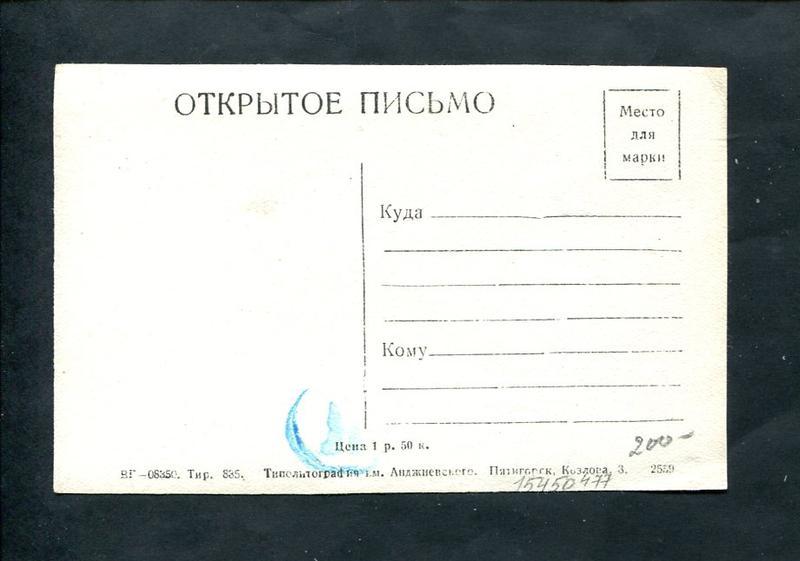 ОТКРЫТОЕ ПИСЬМО
Место
для
марки
Куда
Кому
Цена 1 р. 50 к.
200-
ВГ—08350. Тир. 835. Типолитография им. Анджиевского. Пятигорск, Козлова, 3. 2559
15450477